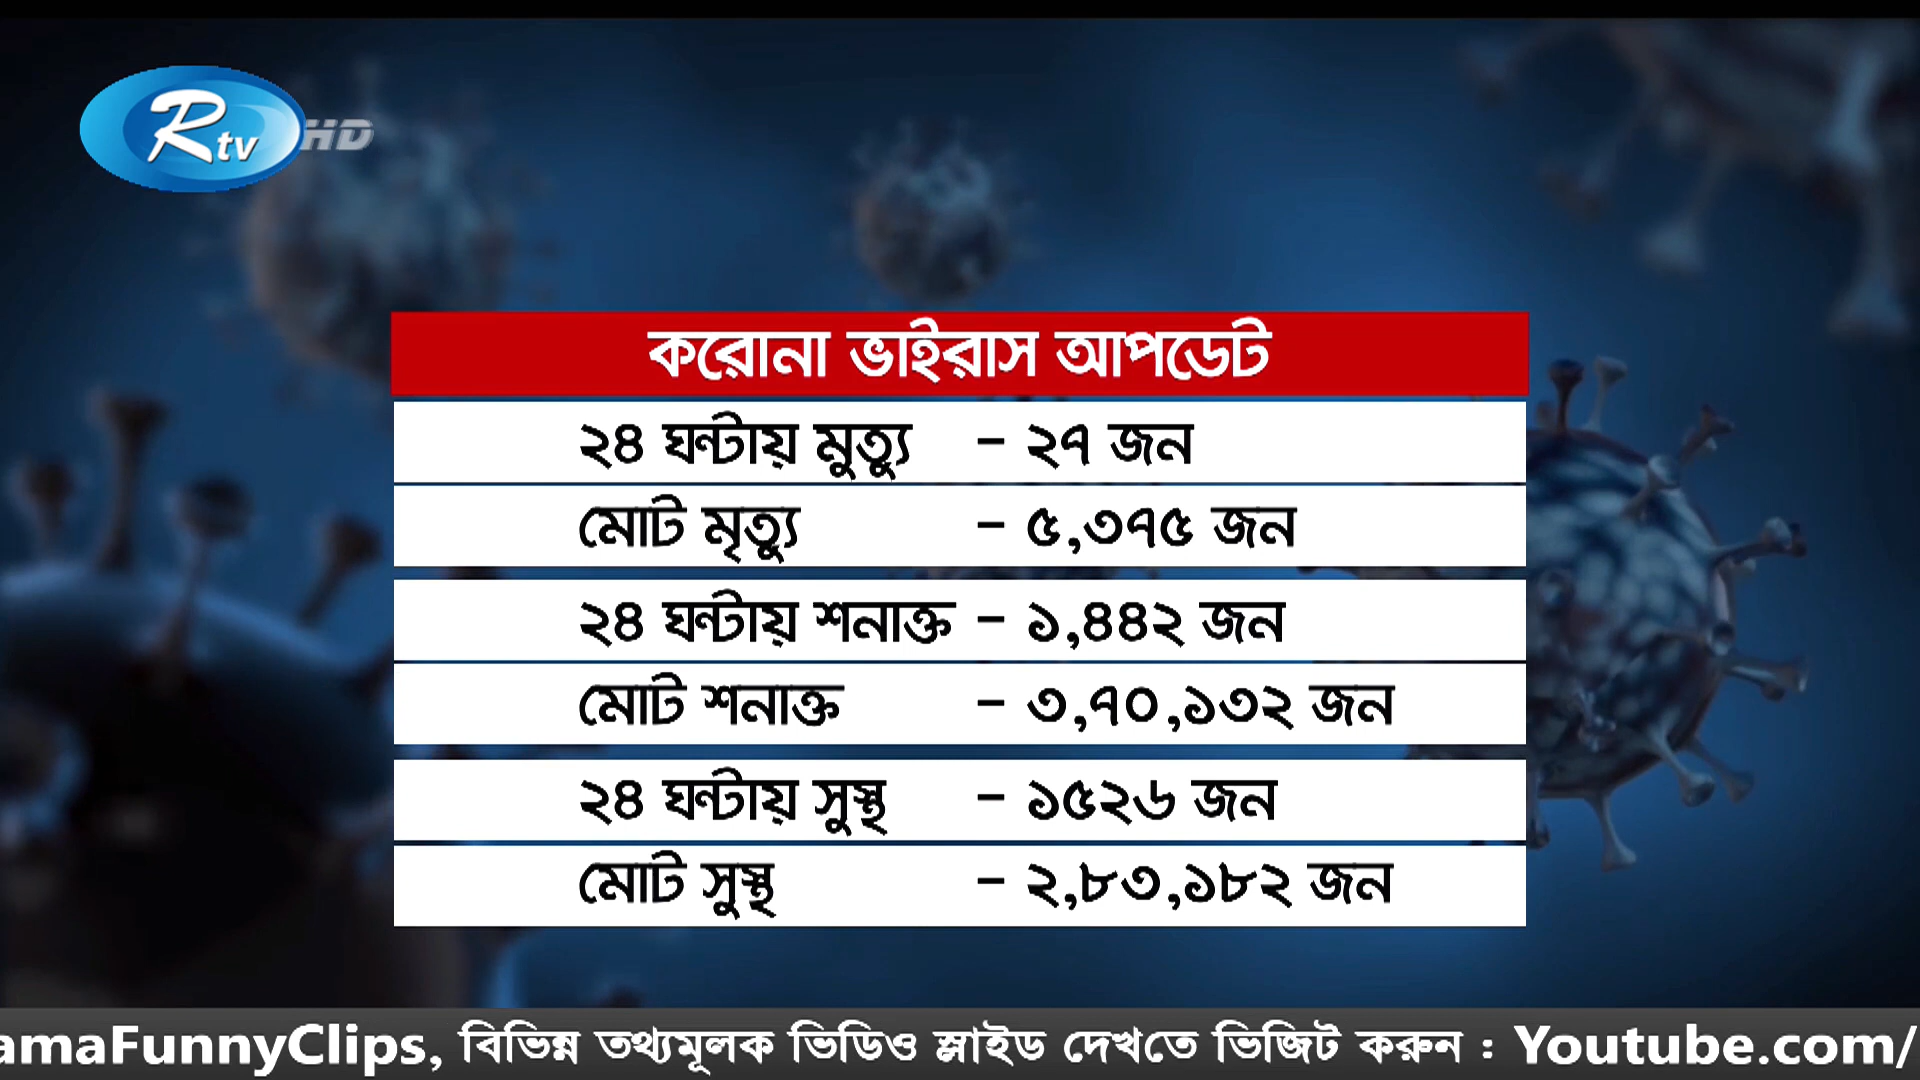 Rtv HD
করোনা ভাইরাস আপডেট
২৪ ঘন্টায় মুত্যু - ২৭ জন
মোট মৃত্যু - ৫,৩৭৫ জন
২৪ ঘন্টায় শনাক্ত - ১,৪৪২ জন
মোট শনাক্ত - ৩,৭০,১৩২ জন
২৪ ঘন্টায় সুস্থ - ১৫২৬ জন
মোট সুস্থ - ২,৮৩,১৮২ জন
amaFunnyClips, বিভিন্ন তথ্যমূলক ভিডিও স্লাইড দেখতে ভিজিট করুন : Youtube.com/